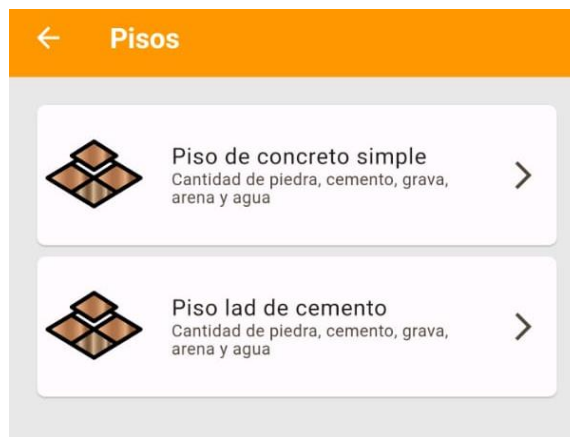 Pisos
Piso de concreto simple
Cantidad de piedra, cemento, grava,
arena y agua
Piso lad de cemento
Cantidad de piedra, cemento, grava,
arena y agua